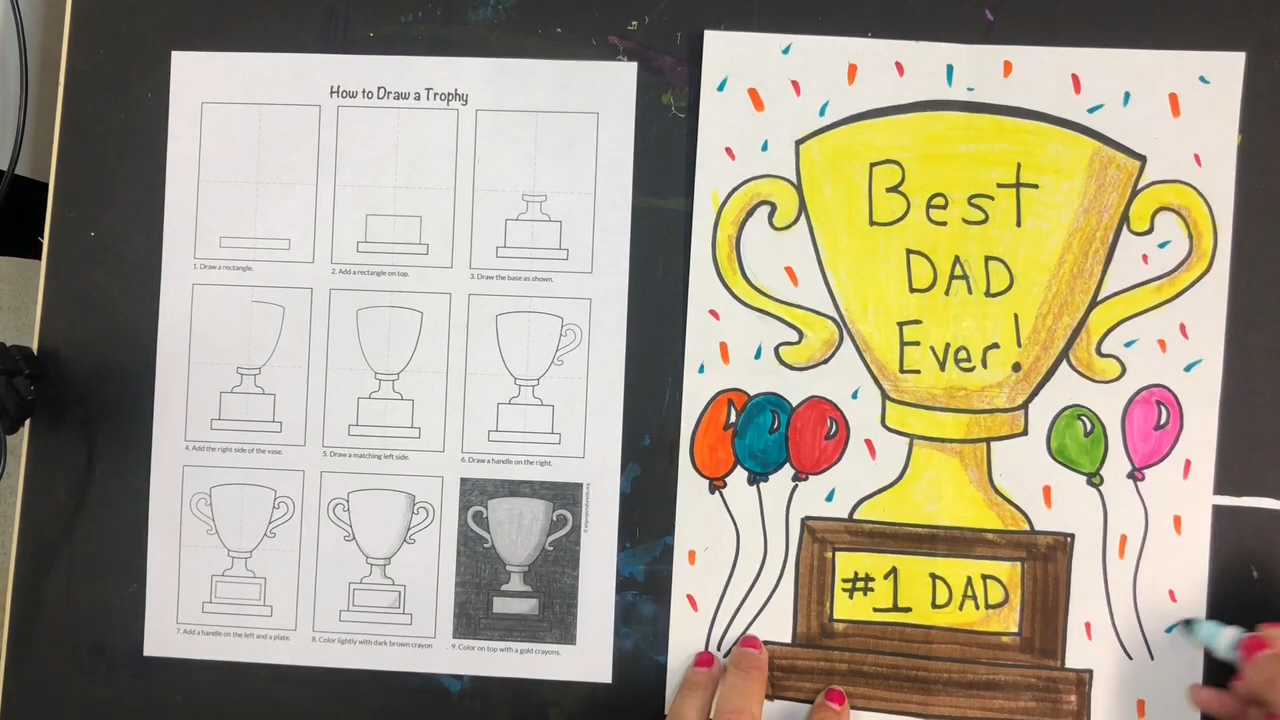 How to Draw a Trophy
1. Draw a rectangle.
2. Add a rectangle on top.
3. Draw the base as shown.
4. Add the right side of the vase.
5. Draw a matching left side.
6. Draw a handle on the right.
7. Add a handle on the left and a plate.
8. Color lightly with dark brown crayon
. 9. Color on top with a gold crayons.
Best
DAD
Ever!
#1 DAD